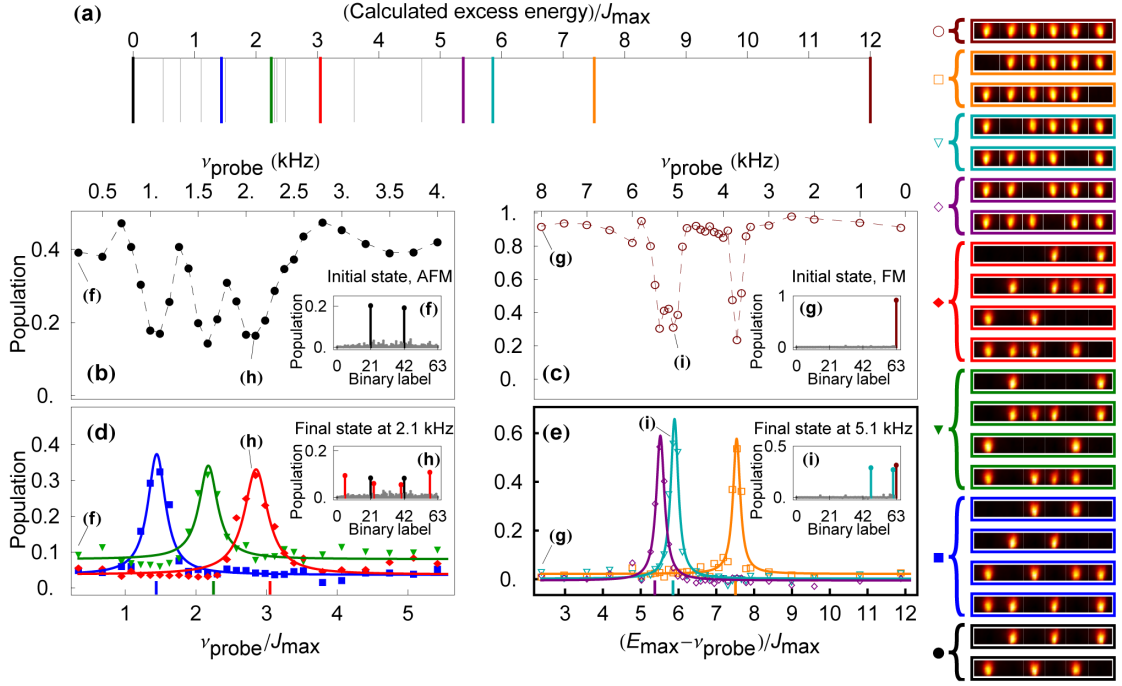 (a)
(Calculated excess energy)/Jmax
0 1 2 3 4 5 6 7 8 9 10 11 12
νprobe (kHz)
0.5 1. 1.5 2. 2.5 3. 3.5 4.
νprobe (kHz)
8 7 6 5 4 3 2 1 0
Population
0.4
0.2
0.
(f)
(h)
(b)
Initial state, AFM
(f)
Population
0.2
0.
0 21 42 63
Binary label
1.
0.8
0.6
0.4
0.2
0.
(g)
(i)
(c)
Initial state, FM
(g)
Population
1
0
0 21 42 63
Binary label
Population
0.4
0.3
0.2
0.1
0.
(d)
(f)
(h)
Final state at 2.1 kHz
(h)
Population
0.2
0.
0 21 42 63
Binary label
1 2 3 4 5
νprobe/Jmax
0.6
0.4
0.2
0.
(e)
(g)
(i)
Final state at 5.1 kHz
(i)
Population
0.5
0.
0 21 42 63
Binary label
3 4 5 6 7 8 9 10 11 12
(Emax−νprobe)/Jmax